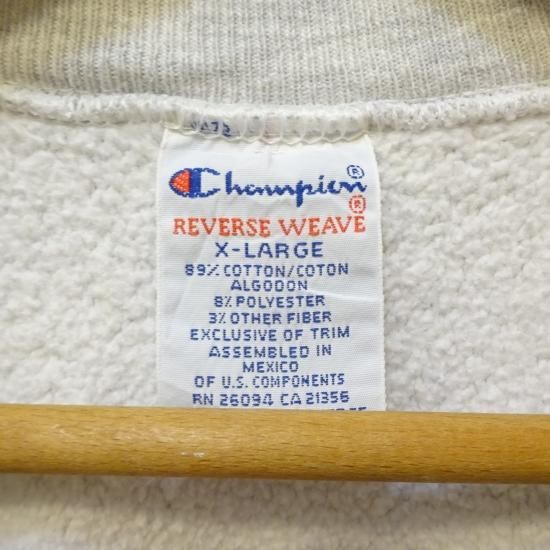 Champion®
REVERSE WEAVE®
X-LARGE
89% COTTON/COTON
ALGODON
8% POLYESTER
3% OTHER FIBER
EXCLUSIVE OF TRIM
ASSEMBLED IN
MEXICO
OF U.S. COMPONENTS
RN 26094 CA 21356